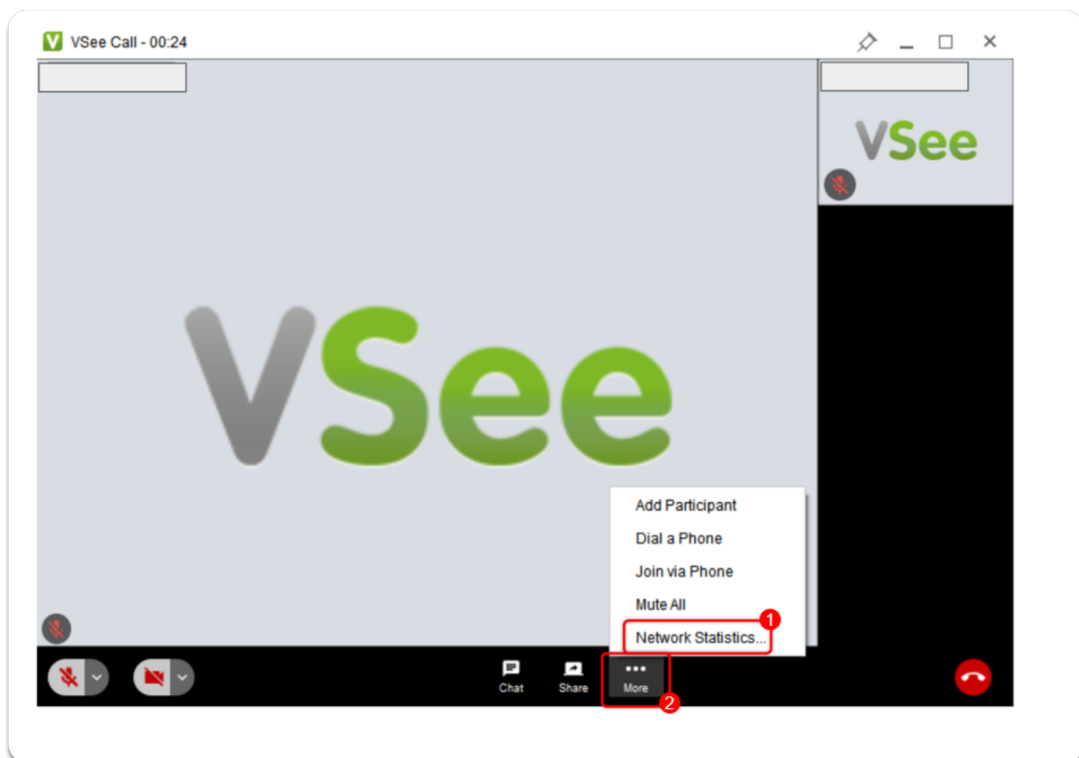 V VSee Call - 00:24
VSee
VSee
Add Participant
Dial a Phone
Join via Phone
Mute All
1
Network Statistics...
Chat
Share
More
2